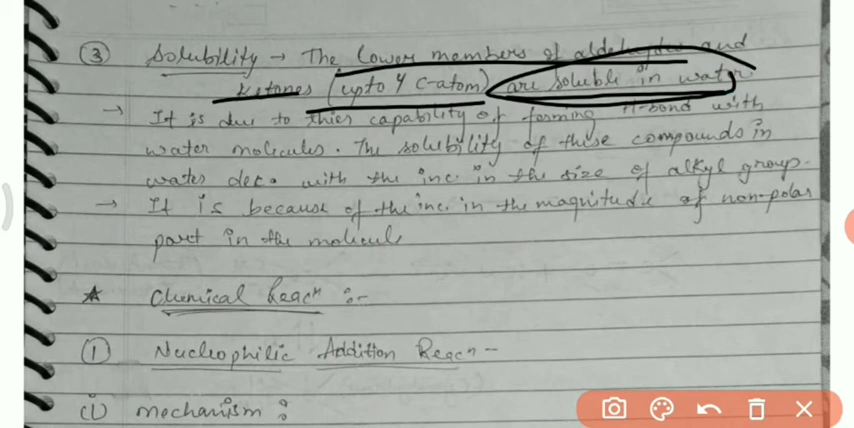 ③ Solubility → The lower members of aldehydes and
ketones (upto 4 C-atom) are soluble in water.
→ It is due to thier capability of forming H-bond with
water molecules. The solubility of these compounds in
water dec. with the inc. in the size of alkyl group.
→ It is because of the inc. in the magnitude of non-polar
part in the molecule
★ Chemical Reacn :-
① Nucleophilic Addition Reacn -
(i) mechanism :